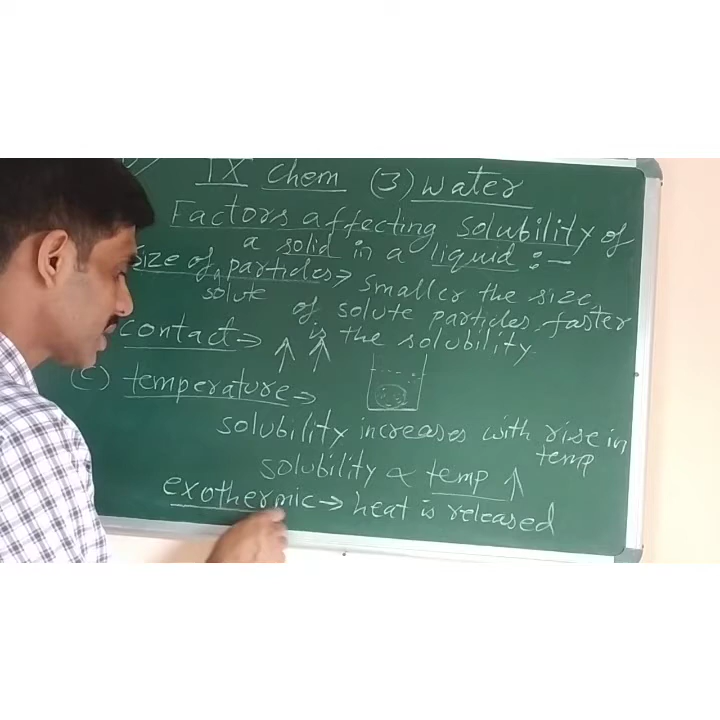 IX Chem (3) Water
Factors affecting solubility of
a solid in a liquid :-
size of particles → Smaller the size
solute
of solute particles, faster
is the solubility.
contact → ↑ ↑
(C) temperature →
solubility increases with rise in
temp
solubility ∝ temp ↑
exothermic → heat is released